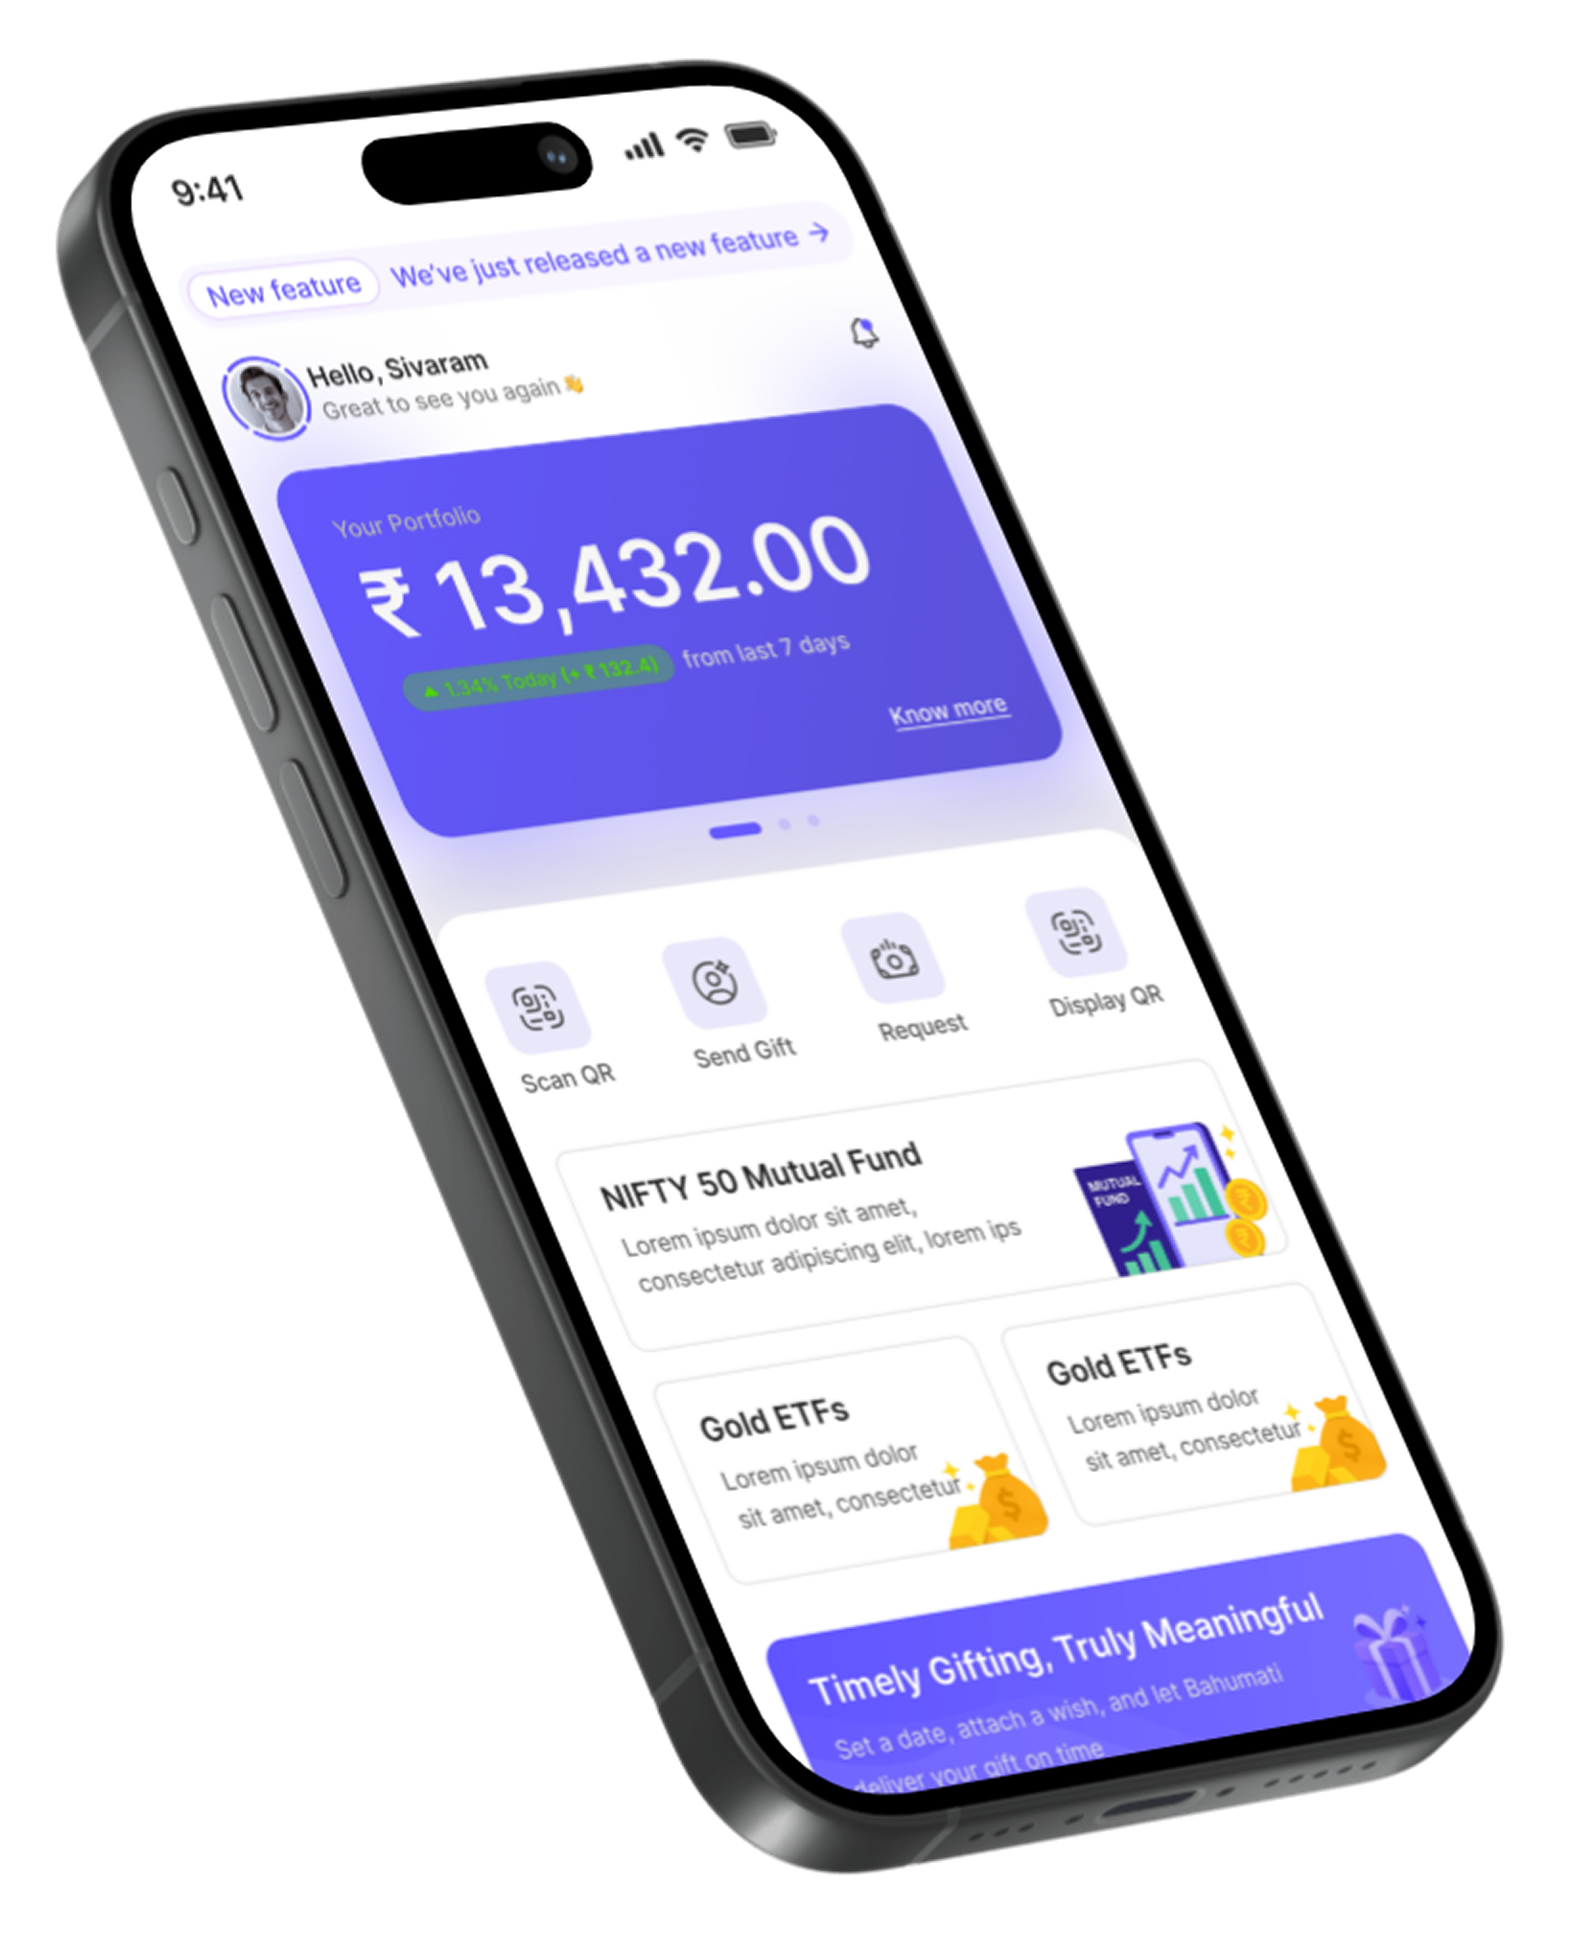 9:41
New feature We've just released a new feature →
Hello, Sivaram
Great to see you again 👋
Your Portfolio
₹ 13,432.00
▲ 1.34% Today (+ ₹ 132.4) from last 7 days
Know more
Scan QR
Send Gift
Request
Display QR
NIFTY 50 Mutual Fund
Lorem ipsum dolor sit amet,
consectetur adipiscing elit, lorem ips
MUTUAL
FUND
Gold ETFs
Lorem ipsum dolor
sit amet, consectetur
Gold ETFs
Lorem ipsum dolor
sit amet, consectetur
Timely Gifting, Truly Meaningful
Set a date, attach a wish, and let Bahumati
deliver your gift on time